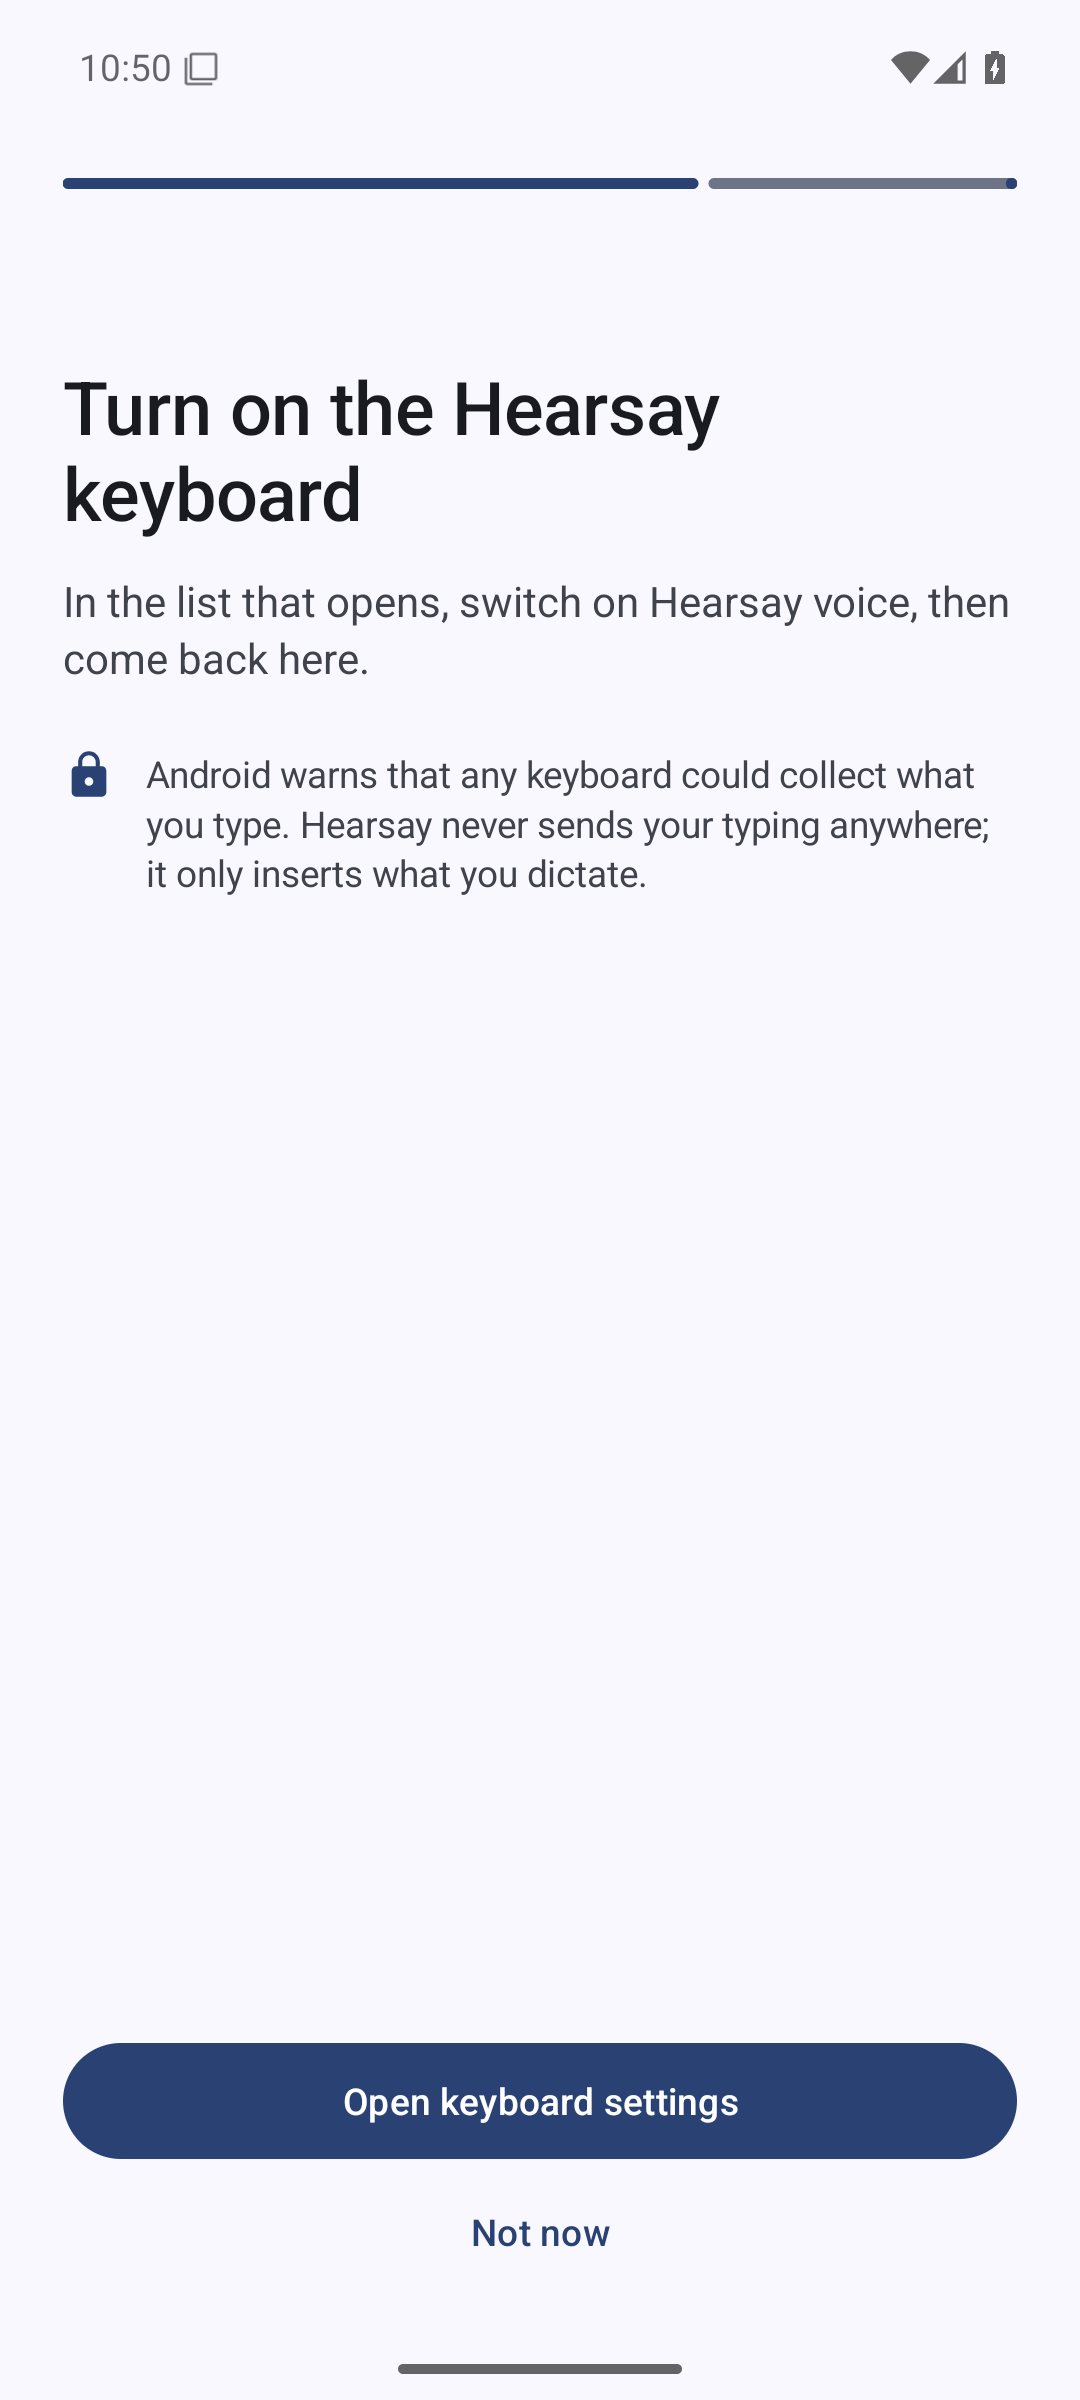 10:50
Turn on the Hearsay
keyboard
In the list that opens, switch on Hearsay voice, then
come back here.
Android warns that any keyboard could collect what
you type. Hearsay never sends your typing anywhere;
it only inserts what you dictate.
Open keyboard settings
Not now